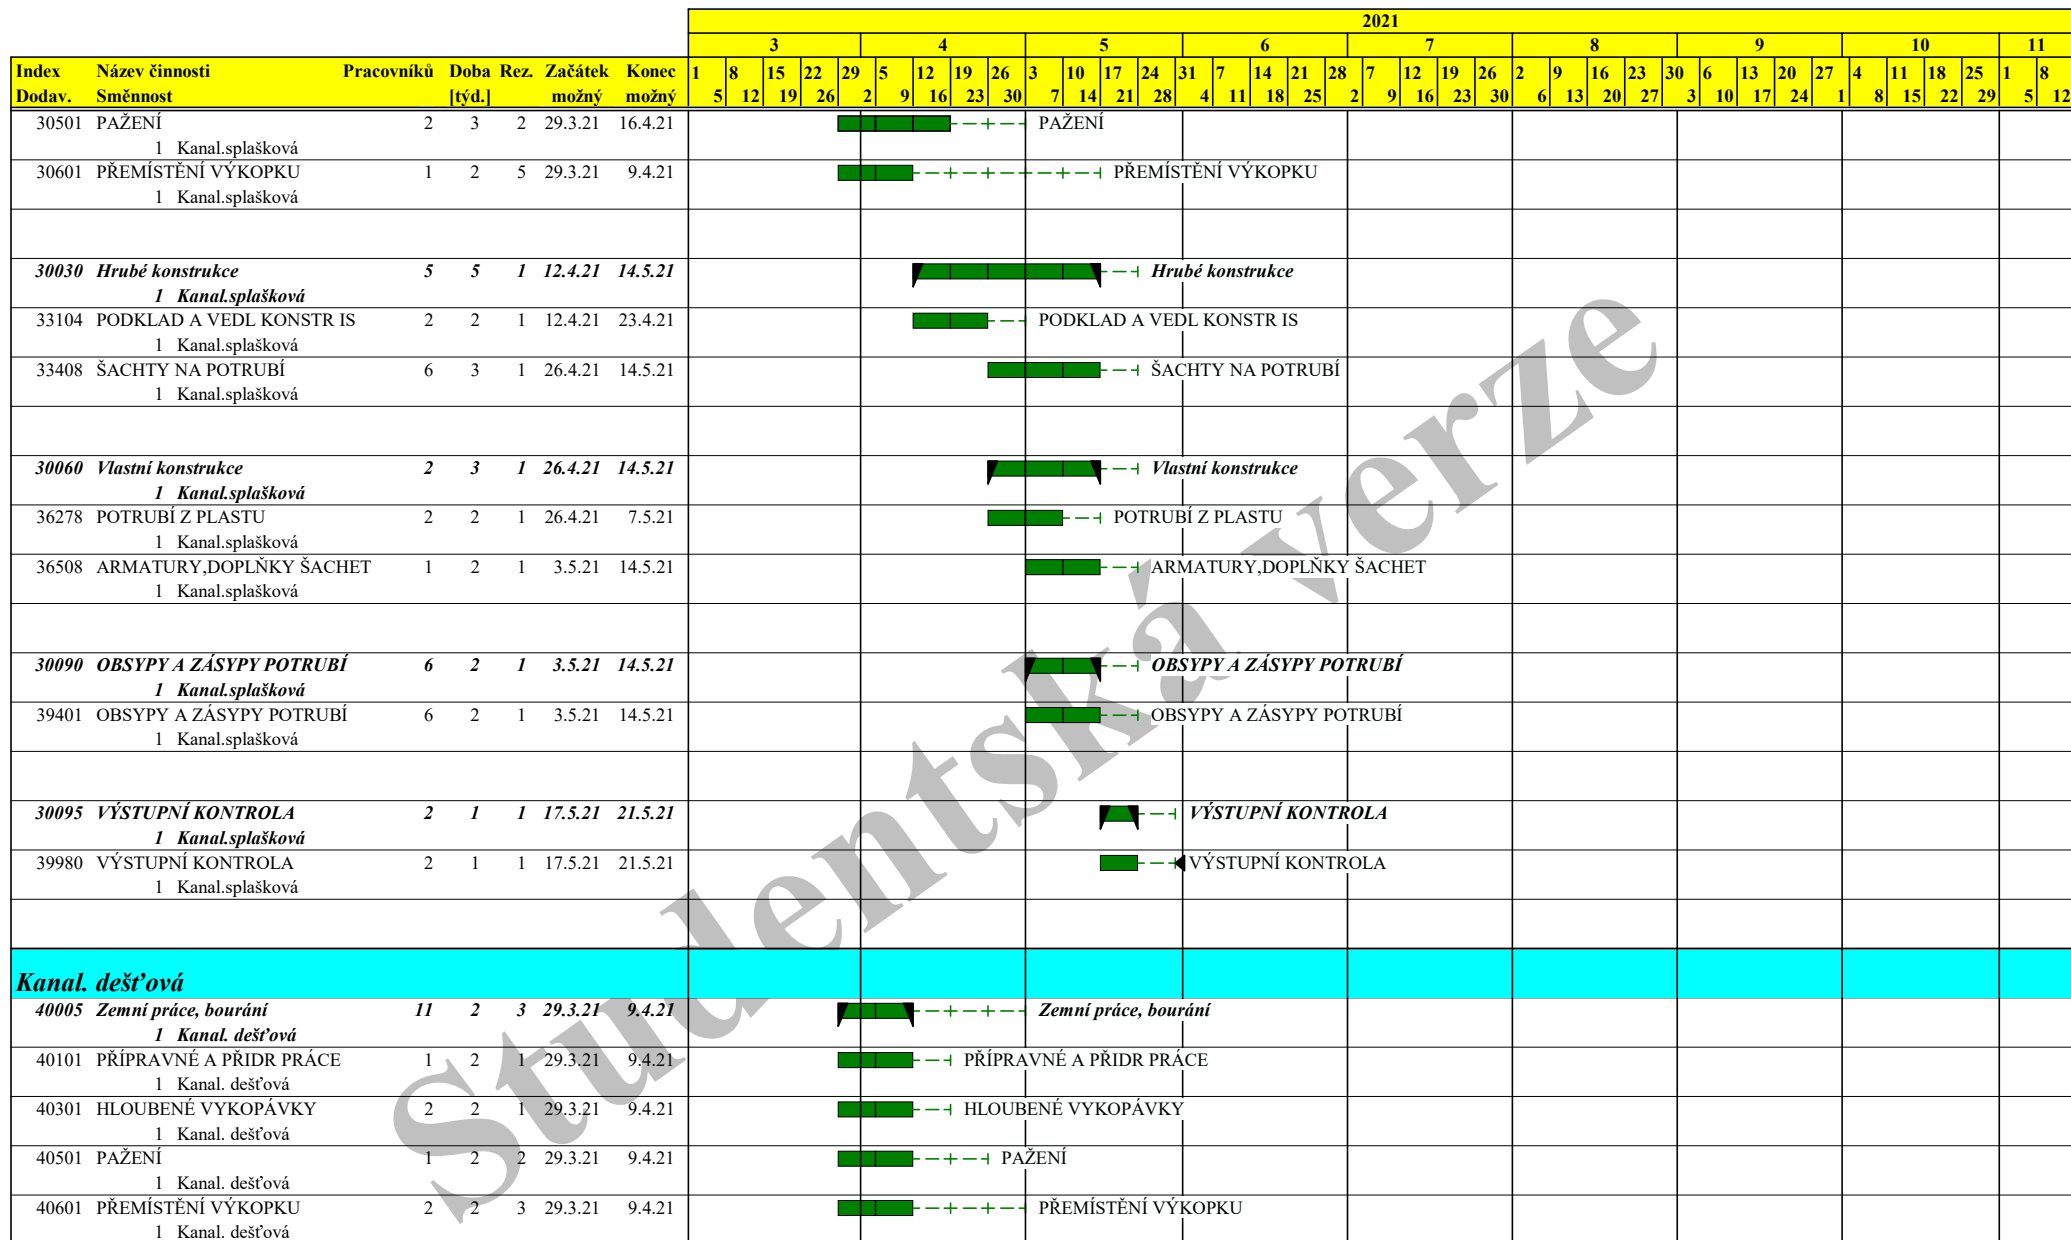 2021
3 4 5 6 7 8 9 10 11
Index Název činnosti Pracovníků Doba Rez. Začátek Konec 1 8 15 22 29 5 12 19 26 3 10 17 24 31 7 14 21 28 7 12 19 26 2 9 16 23 30 6 13 20 27 4 11 18 25 1 8
Dodav. Směnnost [týd.] možný možný 5 12 19 26 2 9 16 23 30 7 14 21 28 4 11 18 25 2 9 16 23 30 6 13 20 27 3 10 17 24 1 8 15 22 29 5 12
30501 PAŽENÍ 2 3 2 29.3.21 16.4.21 PAŽENÍ
1 Kanal.splašková
30601 PŘEMÍSTĚNÍ VÝKOPKU 1 2 5 29.3.21 9.4.21 PŘEMÍSTĚNÍ VÝKOPKU
1 Kanal.splašková
30030 Hrubé konstrukce 5 5 1 12.4.21 14.5.21 Hrubé konstrukce
1 Kanal.splašková
33104 PODKLAD A VEDL KONSTR IS 2 2 1 12.4.21 23.4.21 PODKLAD A VEDL KONSTR IS
1 Kanal.splašková
33408 ŠACHTY NA POTRUBÍ 6 3 1 26.4.21 14.5.21 ŠACHTY NA POTRUBÍ
1 Kanal.splašková
30060 Vlastní konstrukce 2 3 1 26.4.21 14.5.21 Vlastní konstrukce
1 Kanal.splašková
36278 POTRUBÍ Z PLASTU 2 2 1 26.4.21 7.5.21 POTRUBÍ Z PLASTU
1 Kanal.splašková
36508 ARMATURY,DOPLŇKY ŠACHET 1 2 1 3.5.21 14.5.21 ARMATURY,DOPLŇKY ŠACHET
1 Kanal.splašková
30090 OBSYPY A ZÁSYPY POTRUBÍ 6 2 1 3.5.21 14.5.21 OBSYPY A ZÁSYPY POTRUBÍ
1 Kanal.splašková
39401 OBSYPY A ZÁSYPY POTRUBÍ 6 2 1 3.5.21 14.5.21 OBSYPY A ZÁSYPY POTRUBÍ
1 Kanal.splašková
30095 VÝSTUPNÍ KONTROLA 2 1 1 17.5.21 21.5.21 VÝSTUPNÍ KONTROLA
1 Kanal.splašková
39980 VÝSTUPNÍ KONTROLA 2 1 1 17.5.21 21.5.21 VÝSTUPNÍ KONTROLA
1 Kanal.splašková
Kanal. dešťová
40005 Zemní práce, bourání 11 2 3 29.3.21 9.4.21 Zemní práce, bourání
1 Kanal. dešťová
40101 PŘÍPRAVNÉ A PŘIDR PRÁCE 1 2 1 29.3.21 9.4.21 PŘÍPRAVNÉ A PŘIDR PRÁCE
1 Kanal. dešťová
40301 HLOUBENÉ VYKOPÁVKY 2 2 1 29.3.21 9.4.21 HLOUBENÉ VYKOPÁVKY
1 Kanal. dešťová
40501 PAŽENÍ 1 2 2 29.3.21 9.4.21 PAŽENÍ
1 Kanal. dešťová
40601 PŘEMÍSTĚNÍ VÝKOPKU 2 2 3 29.3.21 9.4.21 PŘEMÍSTĚNÍ VÝKOPKU
1 Kanal. dešťová
Studentská verze